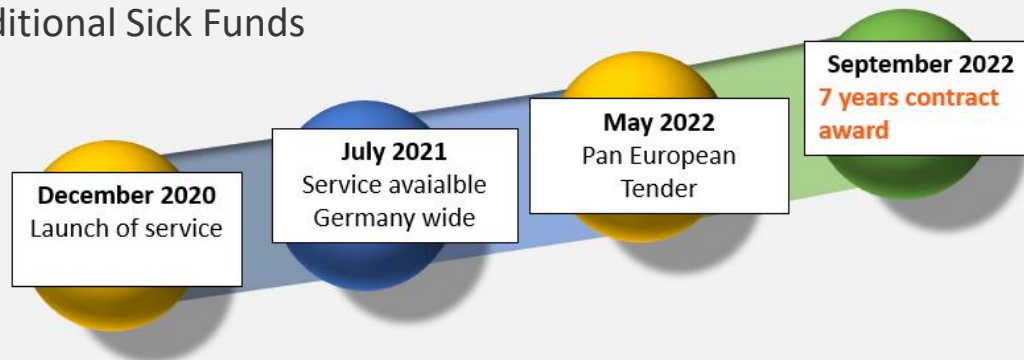 ditional Sick Funds
December 2020
Launch of service
July 2021
Service avaialble
Germany wide
May 2022
Pan European
Tender
September 2022
7 years contract
award